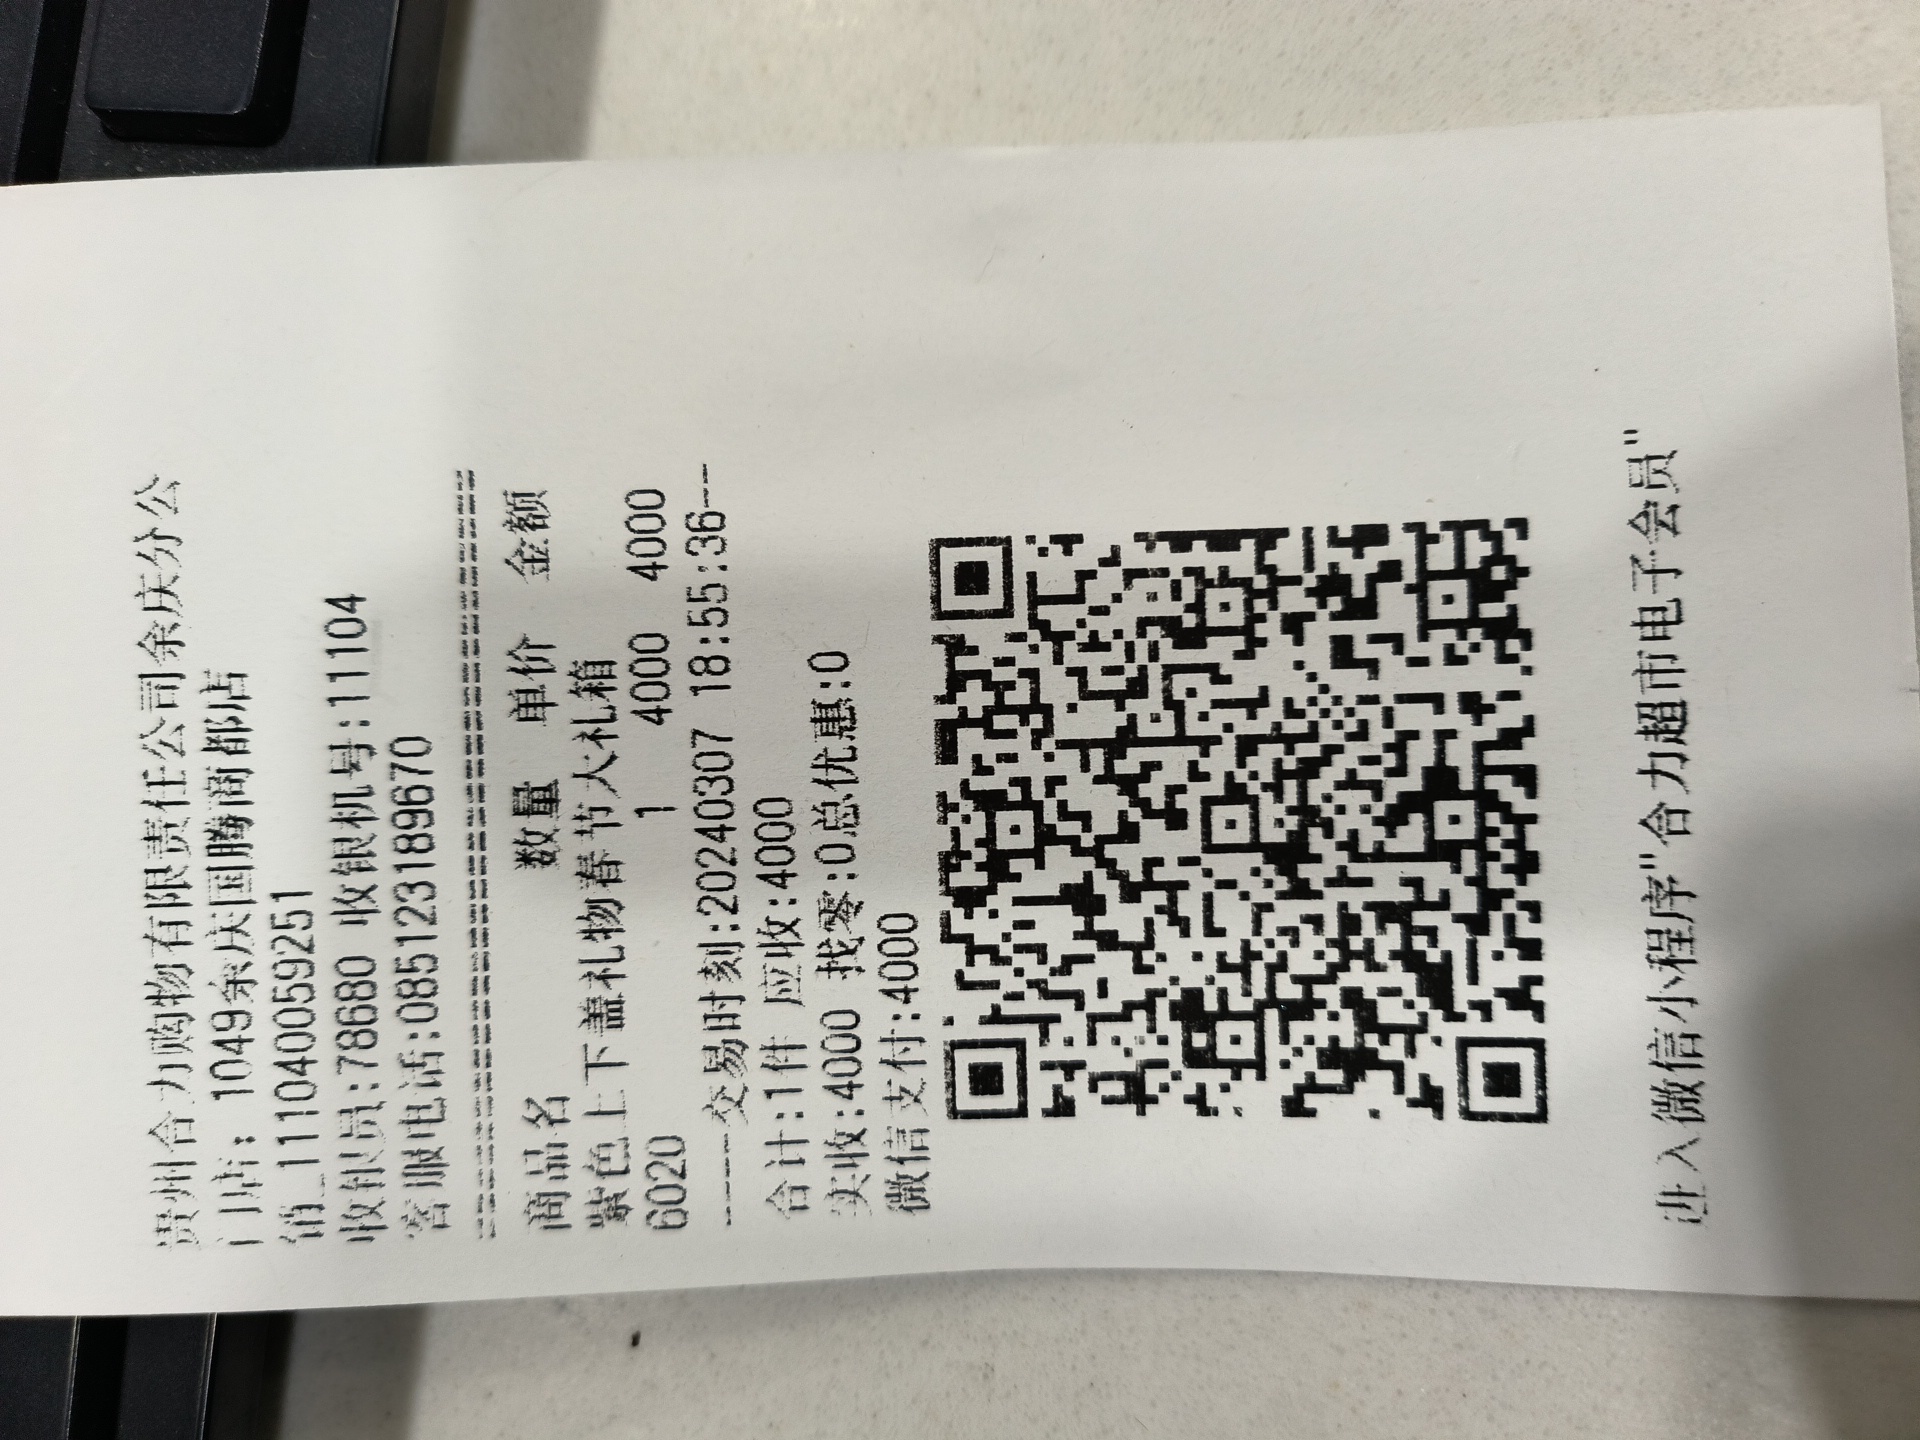 贵州合力购物有限责任公司余庆分公
门店: 1049余庆国腾商都店
销_1110400592​51
收银员:78680 收银机号:11104
客服电话:085123189670
商品名 数量 单价 金额
紫色上下盖礼物春节大礼箱
6020 1 4000 4000
----交易时刻:20240307 18:55:36---
合计:1件 应收:4000
实收:4000 找零:0总优惠:0
微信支付:4000
进入微信小程序"合力超市电子会员"